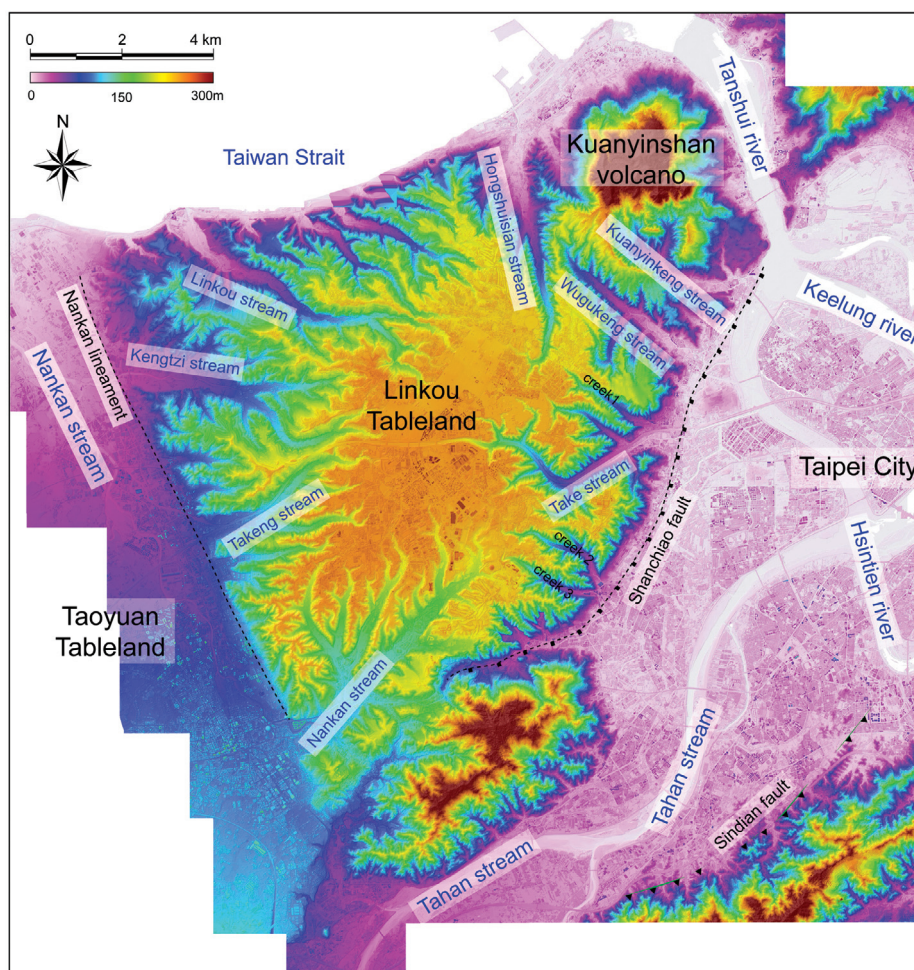 0 2 4 km
0 150 300m
N
Taiwan Strait
Kuanyinshan
volcano
Tanshui river
Hongshuisian stream
Kuanyinkeng stream
Keelung river
Linkou stream
Wugukeng stream
Nankan lineament
Kengtzi stream
Nankan stream
creek1
Linkou
Tableland
Taipei City
Take stream
Takeng stream
creek 2
creek 3
Shanchiao fault
Hsintien river
Taoyuan
Tableland
Nankan stream
Tahan stream
Sindian fault
Tahan stream